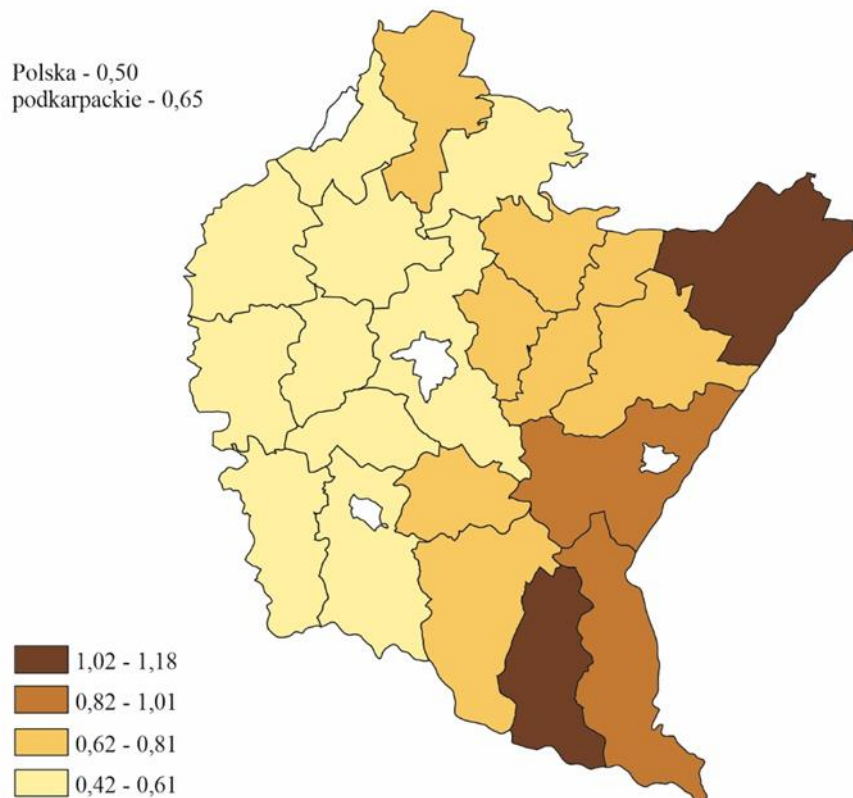 Polska - 0,50
podkarpackie - 0,65
1,02 - 1,18
0,82 - 1,01
0,62 - 0,81
0,42 - 0,61